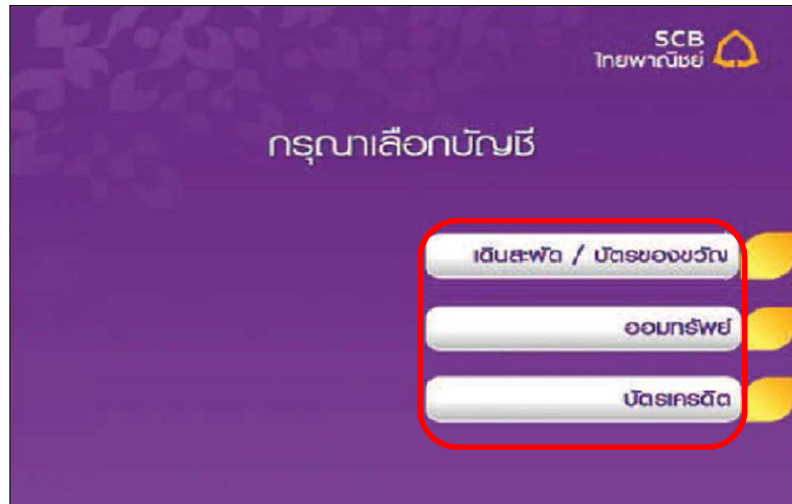 SCB
ไทยพาณิชย์
กรุณาเลือกบัญชี
เดินสะพัด / บัตรของขวัญ
ออมทรัพย์
บัตรเครดิต